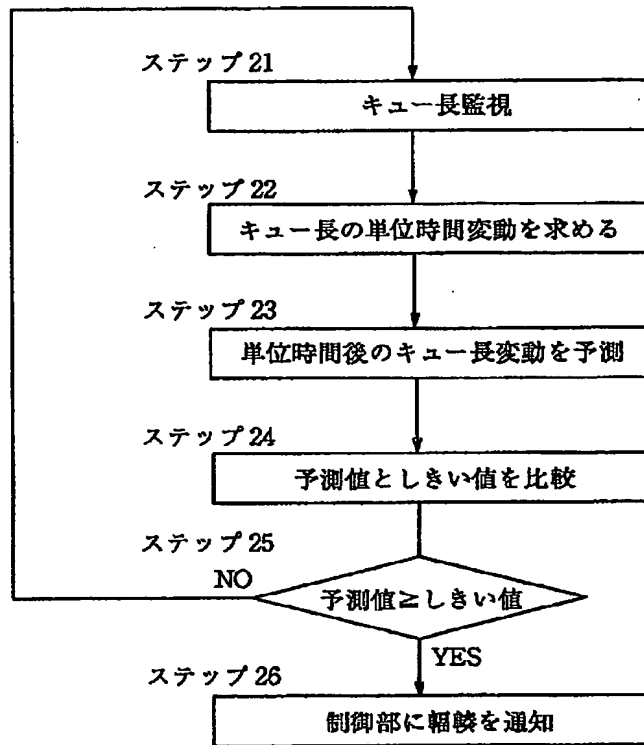 ステップ21
キュー長監視
ステップ22
キュー長の単位時間変動を求める
ステップ23
単位時間後のキュー長変動を予測
ステップ24
予測値としきい値を比較
ステップ25
NO
予測値≧しきい値
YES
ステップ26
制御部に輻輳を通知